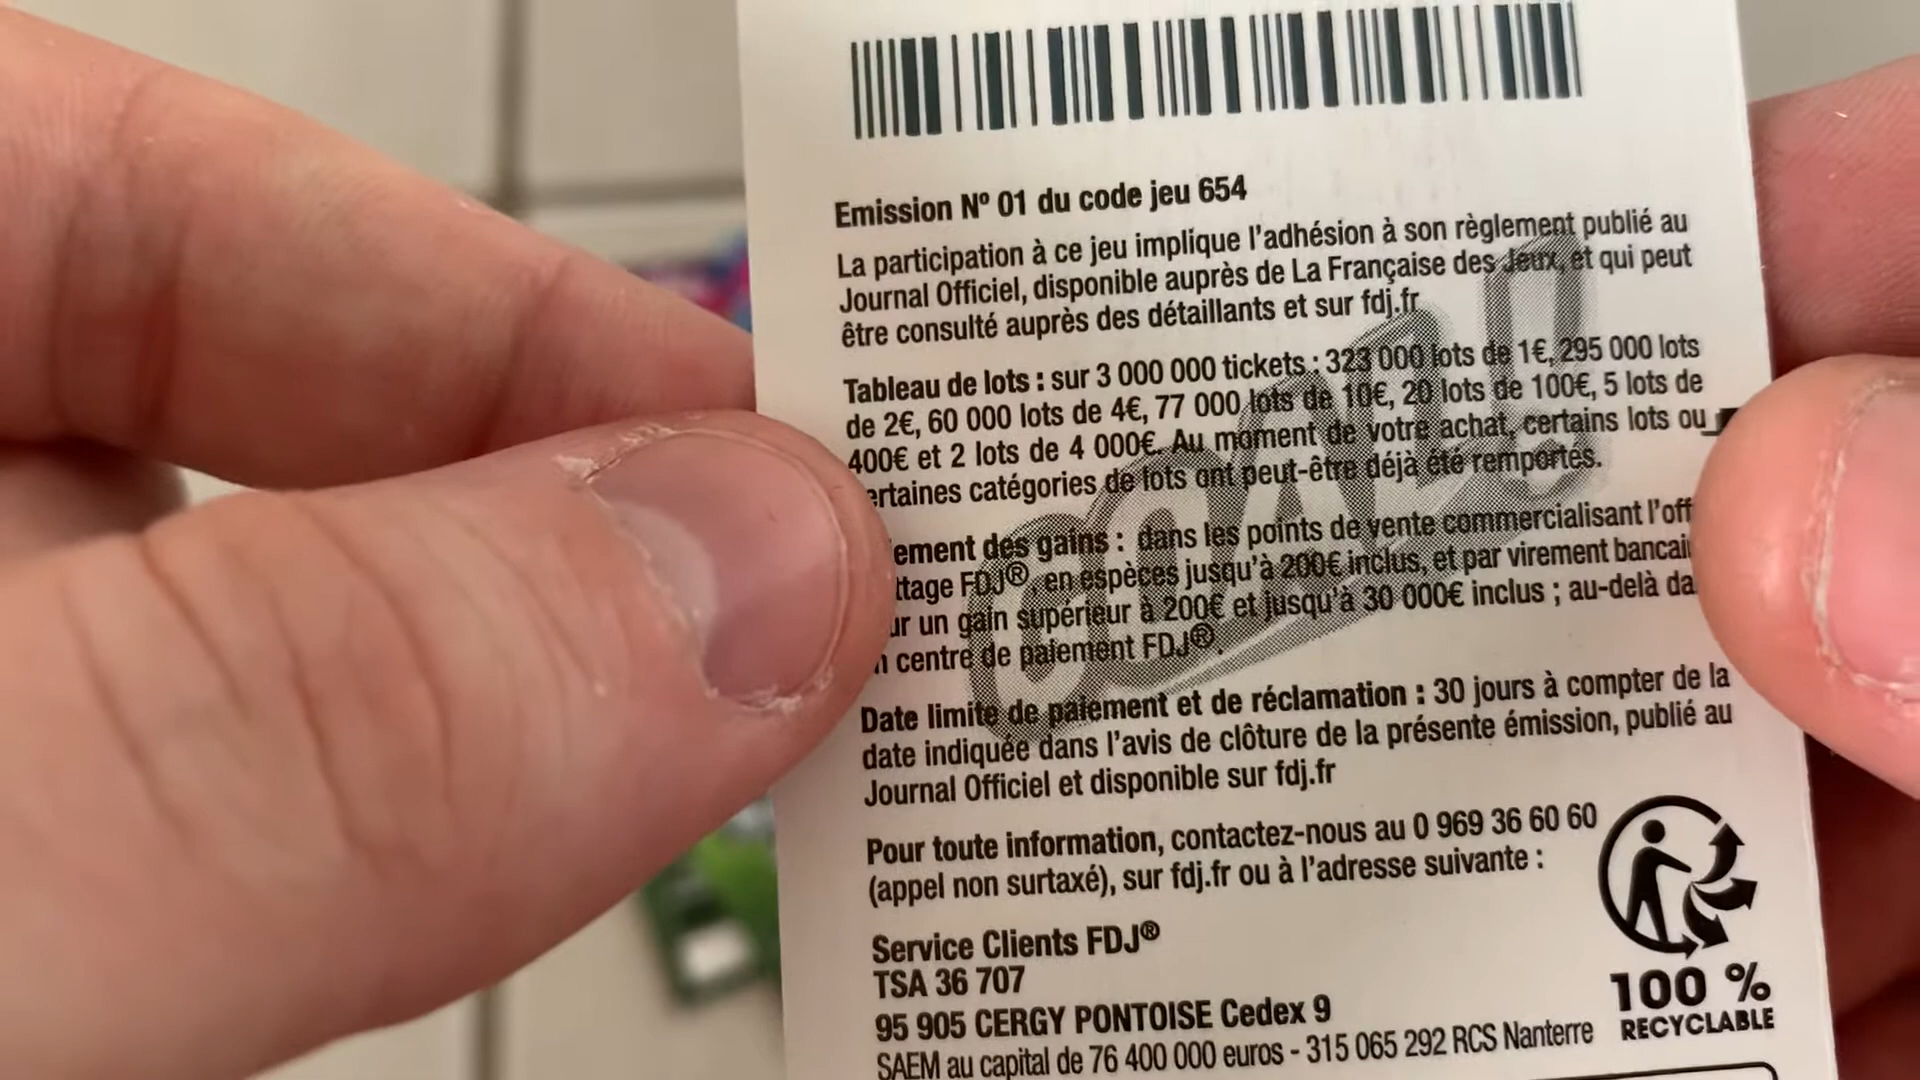 Emission Nº 01 du code jeu 654
La participation à ce jeu implique l'adhésion à son règlement publié au
Journal Officiel, disponible auprès de La Française des Jeux, et qui peut
être consulté auprès des détaillants et sur fdj.fr
Tableau de lots : sur 3 000 000 tickets : 323 000 lots de 1€, 295 000 lots
de 2€, 60 000 lots de 4€, 77 000 lots de 10€, 20 lots de 100€, 5 lots de
400€ et 2 lots de 4 000€. Au moment de votre achat, certains lots ou
ertaines catégories de lots ont peut-être déjà été remportés.
ement des gains : dans les points de vente commercialisant l'off
ttage FDJ®, en espèces jusqu'à 200€ inclus, et par virement bancai
ur un gain supérieur à 200€ et jusqu'à 30 000€ inclus ; au-delà da
n centre de paiement FDJ®.
GOAL!
Date limite de paiement et de réclamation : 30 jours à compter de la
date indiquée dans l'avis de clôture de la présente émission, publié au
Journal Officiel et disponible sur fdj.fr
Pour toute information, contactez-nous au 0 969 36 60 60
(appel non surtaxé), sur fdj.fr ou à l'adresse suivante :
Service Clients FDJ®
TSA 36 707
95 905 CERGY PONTOISE Cedex 9
SAEM au capital de 76 400 000 euros - 315 065 292 RCS Nanterre
100 %
RECYCLABLE